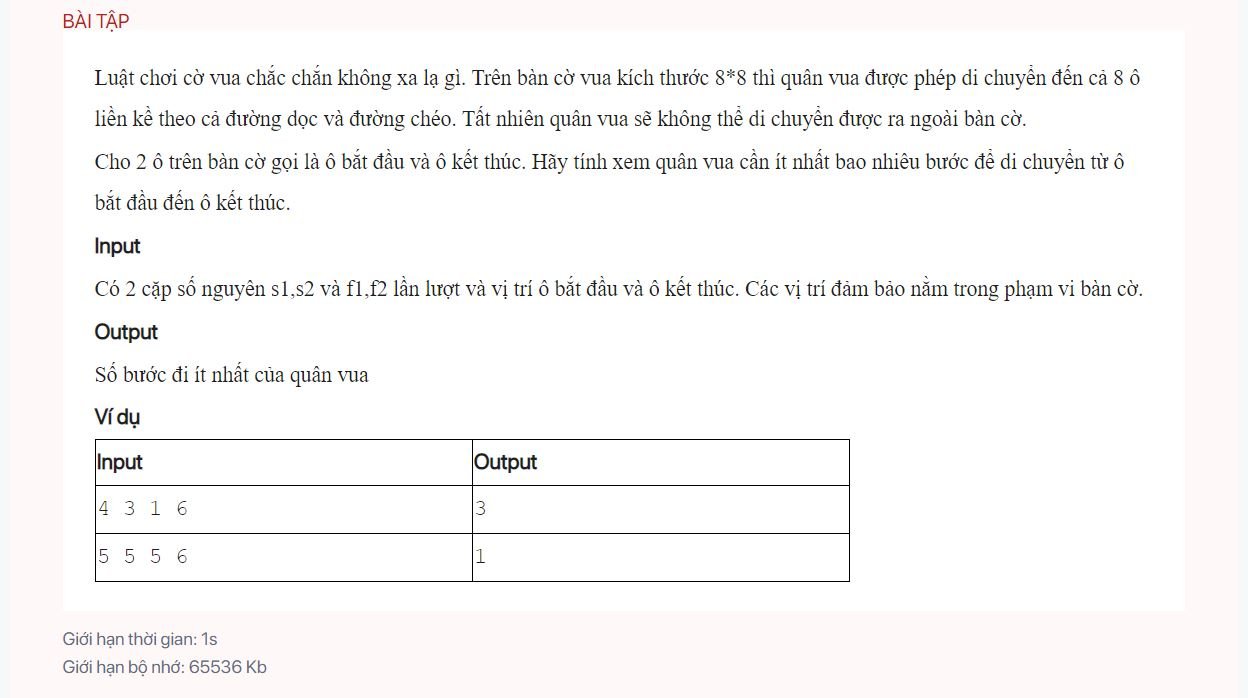 BÀI TẬP
Luật chơi cờ vua chắc chắn không xa lạ gì. Trên bàn cờ vua kích thước 8*8 thì quân vua được phép di chuyển đến cả 8 ô
liền kề theo cả đường dọc và đường chéo. Tất nhiên quân vua sẽ không thể di chuyển được ra ngoài bàn cờ.
Cho 2 ô trên bàn cờ gọi là ô bắt đầu và ô kết thúc. Hãy tính xem quân vua cần ít nhất bao nhiêu bước để di chuyển từ ô
bắt đầu đến ô kết thúc.
Input
Có 2 cặp số nguyên s1,s2 và f1,f2 lần lượt và vị trí ô bắt đầu và ô kết thúc. Các vị trí đảm bảo nằm trong phạm vi bàn cờ.
Output
Số bước đi ít nhất của quân vua
Ví dụ
Input Output
4 3 1 6 3
5 5 5 6 1
Giới hạn thời gian: 1s
Giới hạn bộ nhớ: 65536 Kb